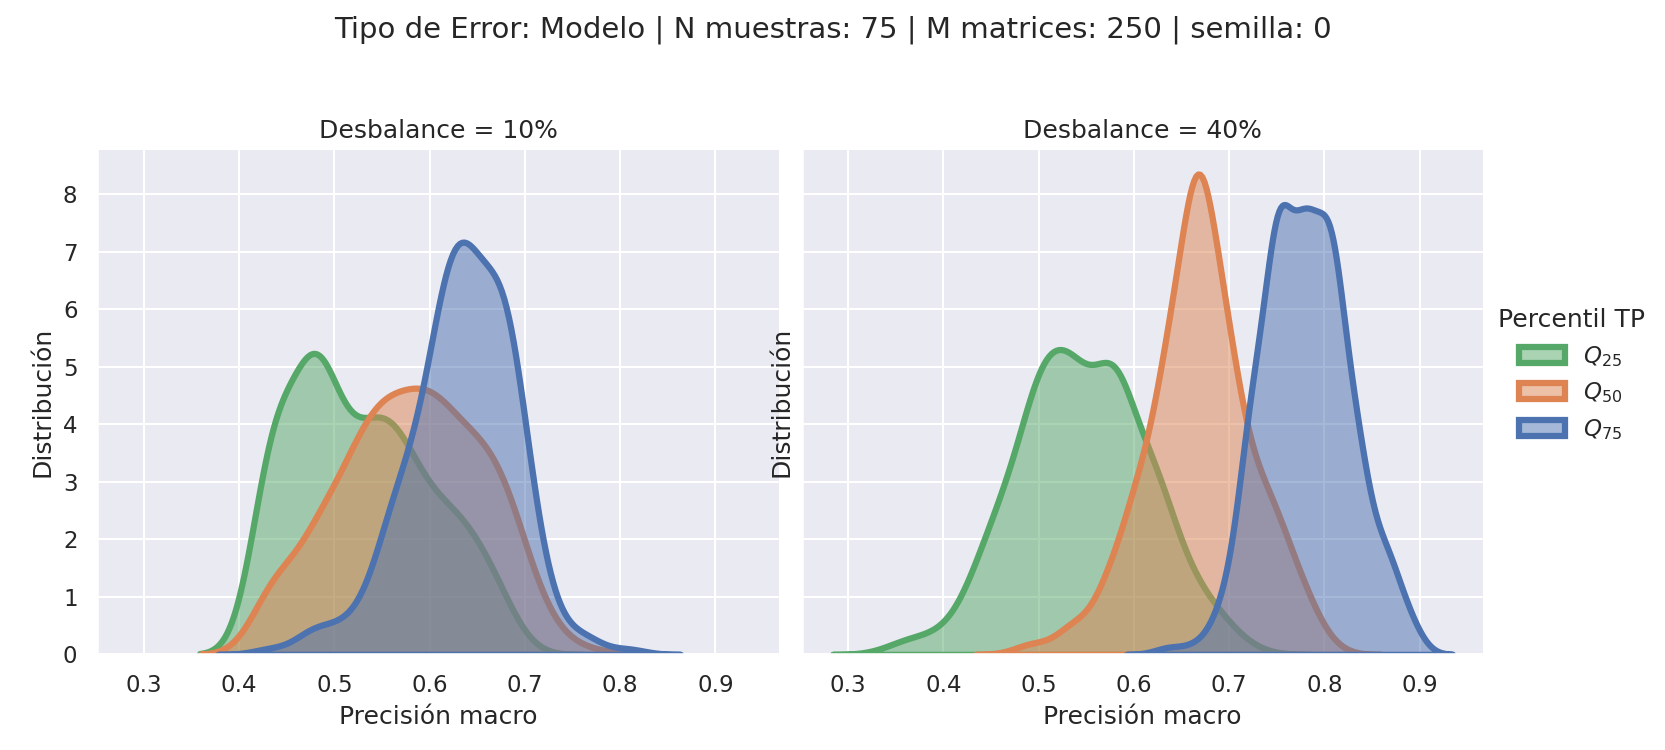 Tipo de Error: Modelo | N muestras: 75 | M matrices: 250 | semilla: 0
Desbalance = 10%
Desbalance = 40%
8
7
6
5
4
3
2
1
0
Distribución
Distribución
0.3 0.4 0.5 0.6 0.7 0.8 0.9
0.3 0.4 0.5 0.6 0.7 0.8 0.9
Precisión macro
Precisión macro
Percentil TP
Q25
Q50
Q75